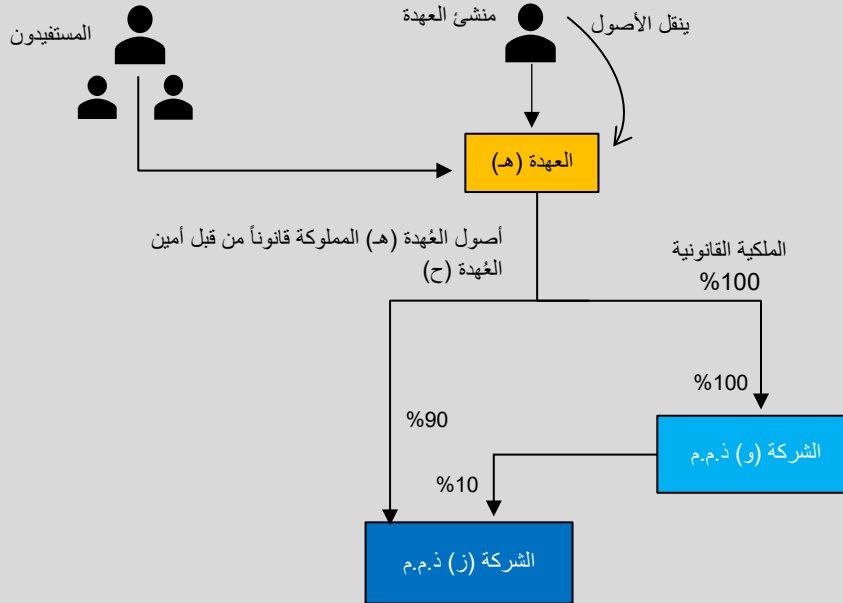 منشئ العهدة
ينقل الأصول
المستفيدون
العهدة (هـ)
أصول العُهدة (هـ) المملوكة قانوناً من قبل أمين
العُهدة (ح)
الملكية القانونية
%100
%100
%90
الشركة (و) ذ.م.م
%10
الشركة (ز) ذ.م.م